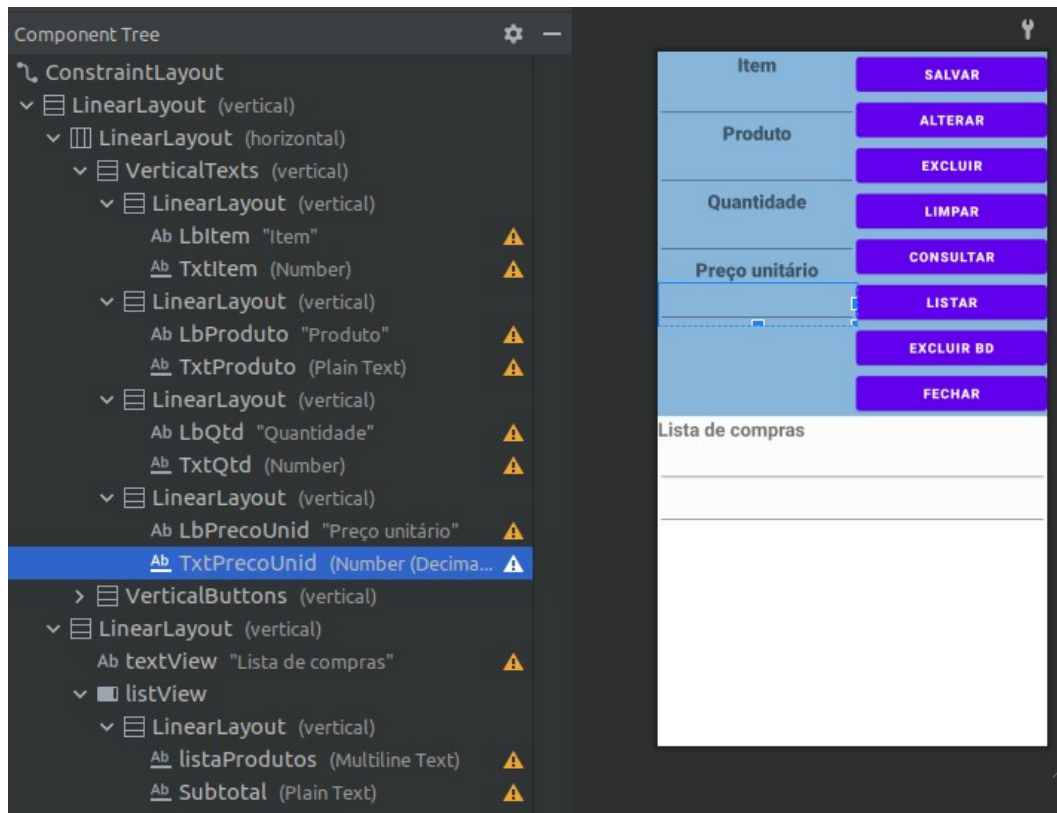 Component Tree
ConstraintLayout
LinearLayout (vertical)
LinearLayout (horizontal)
VerticalTexts (vertical)
LinearLayout (vertical)
Ab LbItem "Item"
Ab TxtItem (Number)
LinearLayout (vertical)
Ab LbProduto "Produto"
Ab TxtProduto (Plain Text)
LinearLayout (vertical)
Ab LbQtd "Quantidade"
Ab TxtQtd (Number)
LinearLayout (vertical)
Ab LbPrecoUnid "Preço unitário"
Ab TxtPrecoUnid (Number (Decima...
VerticalButtons (vertical)
LinearLayout (vertical)
Ab textView "Lista de compras"
listView
LinearLayout (vertical)
Ab listaProdutos (Multiline Text)
Ab Subtotal (Plain Text)
Item
Produto
Quantidade
Preço unitário
SALVAR
ALTERAR
EXCLUIR
LIMPAR
CONSULTAR
LISTAR
EXCLUIR BD
FECHAR
Lista de compras